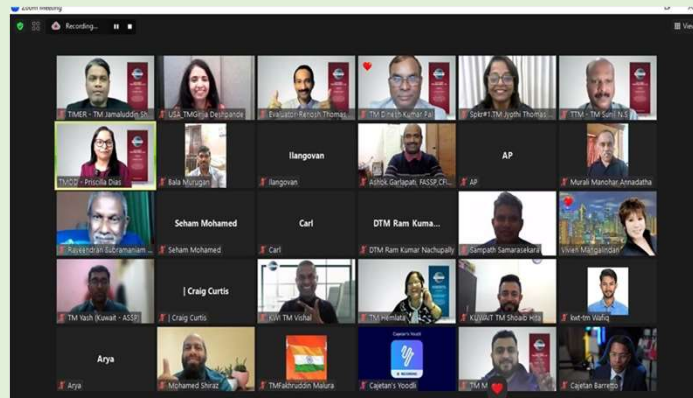 Zoom Meeting
Recording...
View
TIMER - TM Jamaluddin Sh
USA_TMGirija Deshpande
Evaluator-Renosh Thomas
TM Dinesh Kumar Pal
Spkr#1.TM Jyothi Thomas
TTM - TM Sunil N.S
TMOD - Priscilla Dias
Bala Murugan
Ilangovan
Ilangovan
Ashok Garlapati, FASSP,CFI...
AP
AP
Murali Manohar Annadatha
Raveendran Subramaniam
Seham Mohamed
Seham Mohamed
Carl
Carl
DTM Ram Kuma...
DTM Ram Kumar Nachupally
Sampath Samarasekara
Vivien Mangalindan
TM Yash (Kuwait - ASSP)
| Craig Curtis
| Craig Curtis
KWI TM Vishal
TM Hemlata
KUWAIT TM Shoaib Hita
kwt-tm Wafiq
Arya
Arya
Mohamed Shiraz
TMFakhruddin Malura
Cajetan's Yoodli
RECORDING
Cajetan's Yoodli
TM M
Cajetan Barretto